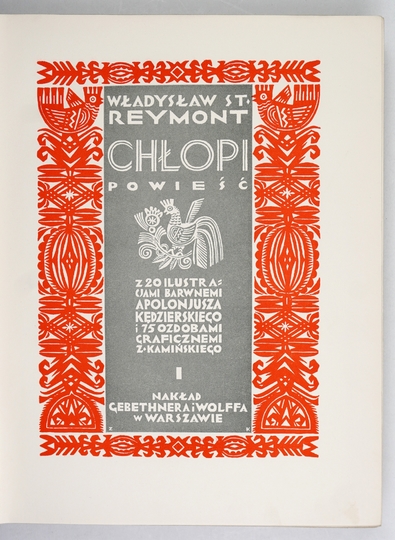 WŁADYSŁAW ST.
REYMONT
CHŁOPI
POWIEŚĆ
Z 20 ILUSTRA=
CJAMI BARWNEMI
APOLONJUSZA
KĘDZIERSKIEGO
i 75 OZDOBAMI
GRAFICZNEMI
Z·KAMIŃSKIEGO
I
NAKŁAD
GEBETHNERA i WOLFFA
W WARSZAWIE
Z K